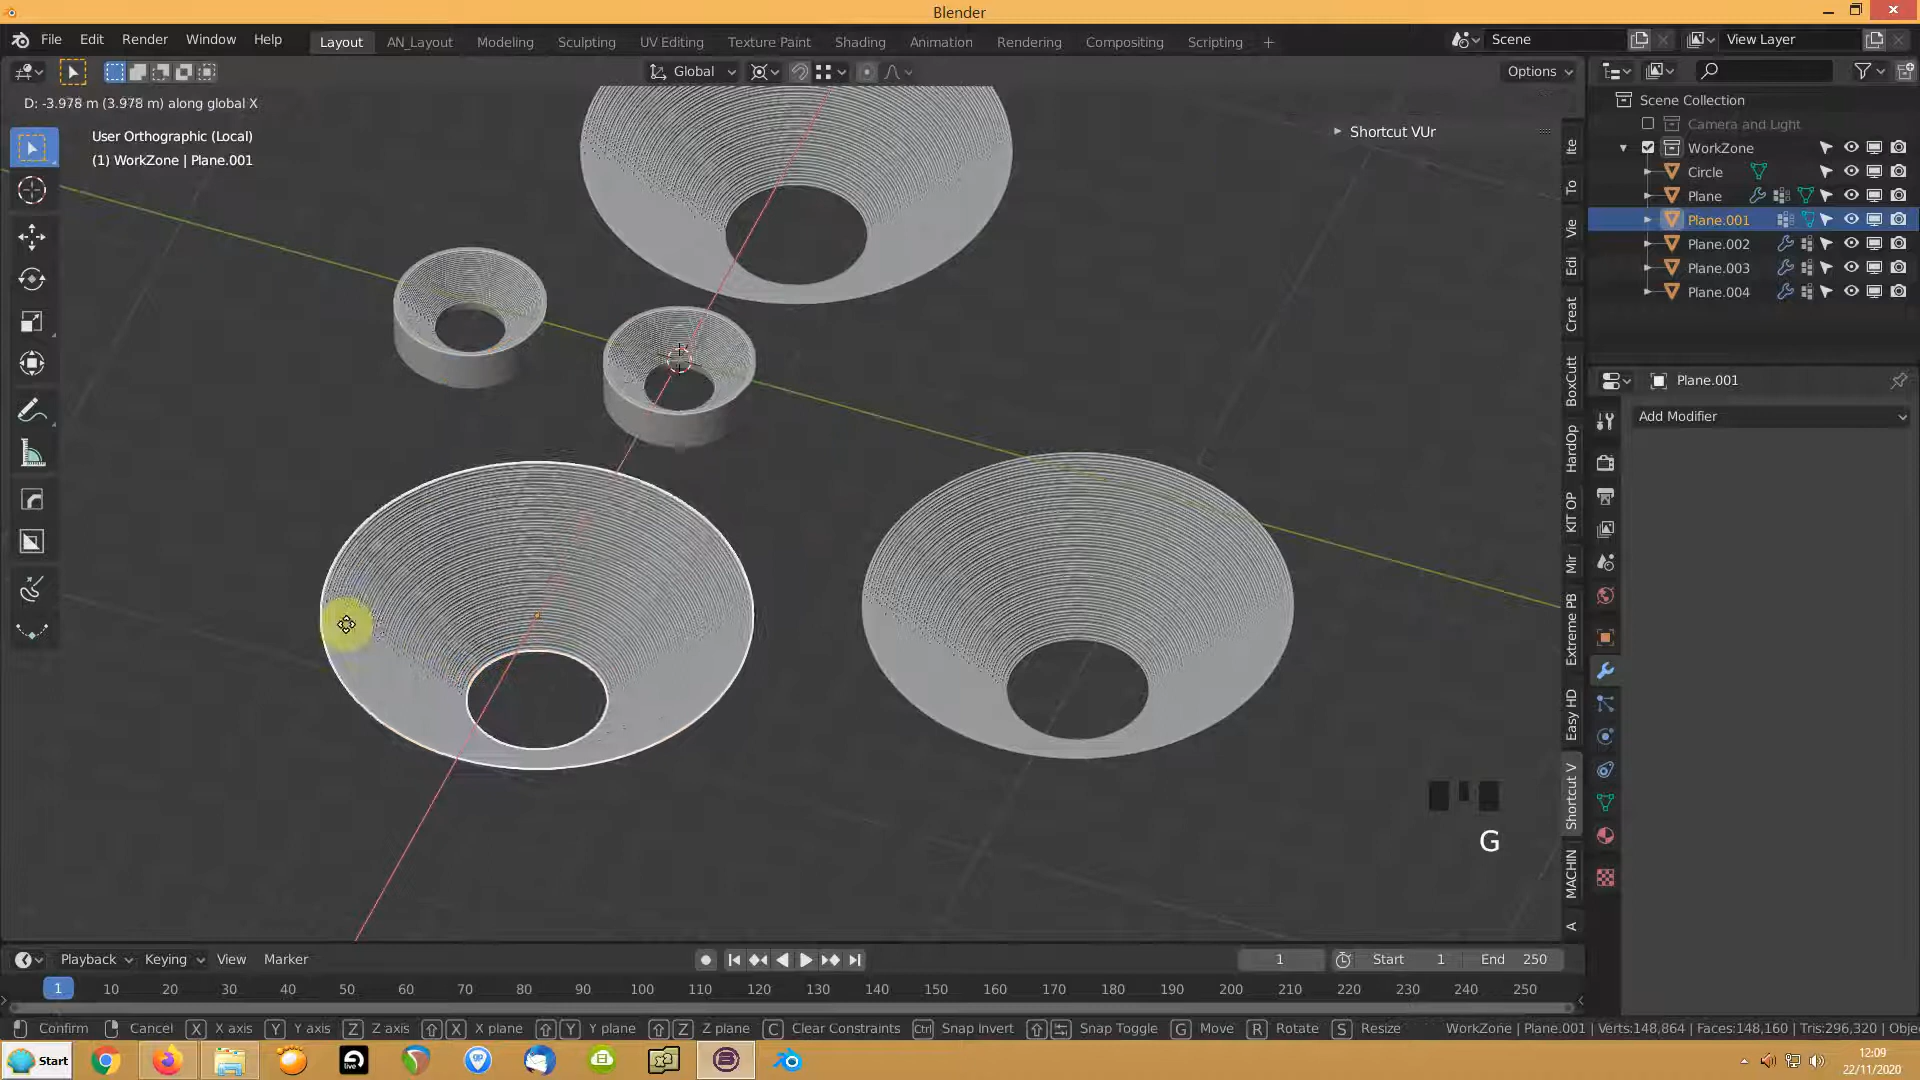 Blender
File Edit Render Window Help Layout AN_Layout Modeling Sculpting UV Editing Texture Paint Shading Animation Rendering Compositing Scripting + Scene View Layer
Global Options
D: -3.978 m (3.978 m) along global X
User Orthographic (Local)
(1) WorkZone | Plane.001
Shortcut VUr
Ite
To
Vie
Edi
Creat
BoxCutt
HardOp
KIT OP
Mir
Extreme PB
Easy HD
Shortcut V
MACHIN
A
Scene Collection
Camera and Light
WorkZone
Circle
Plane
Plane.001
Plane.002
Plane.003
Plane.004
Plane.001
Add Modifier
G
Playback Keying View Marker 1 Start 1 End 250
1 10 20 30 40 50 60 70 80 90 100 110 120 130 140 150 160 170 180 190 200 210 220 230 240 250
Confirm Cancel X X axis Y Y axis Z Z axis X X plane Y Y plane Z Z plane C Clear Constraints Ctrl Snap Invert Snap Toggle G Move R Rotate S Resize WorkZone | Plane.001 | Verts:148,864 | Faces:148,160 | Tris:296,320 | Obje
Start live 12:09
22/11/2020